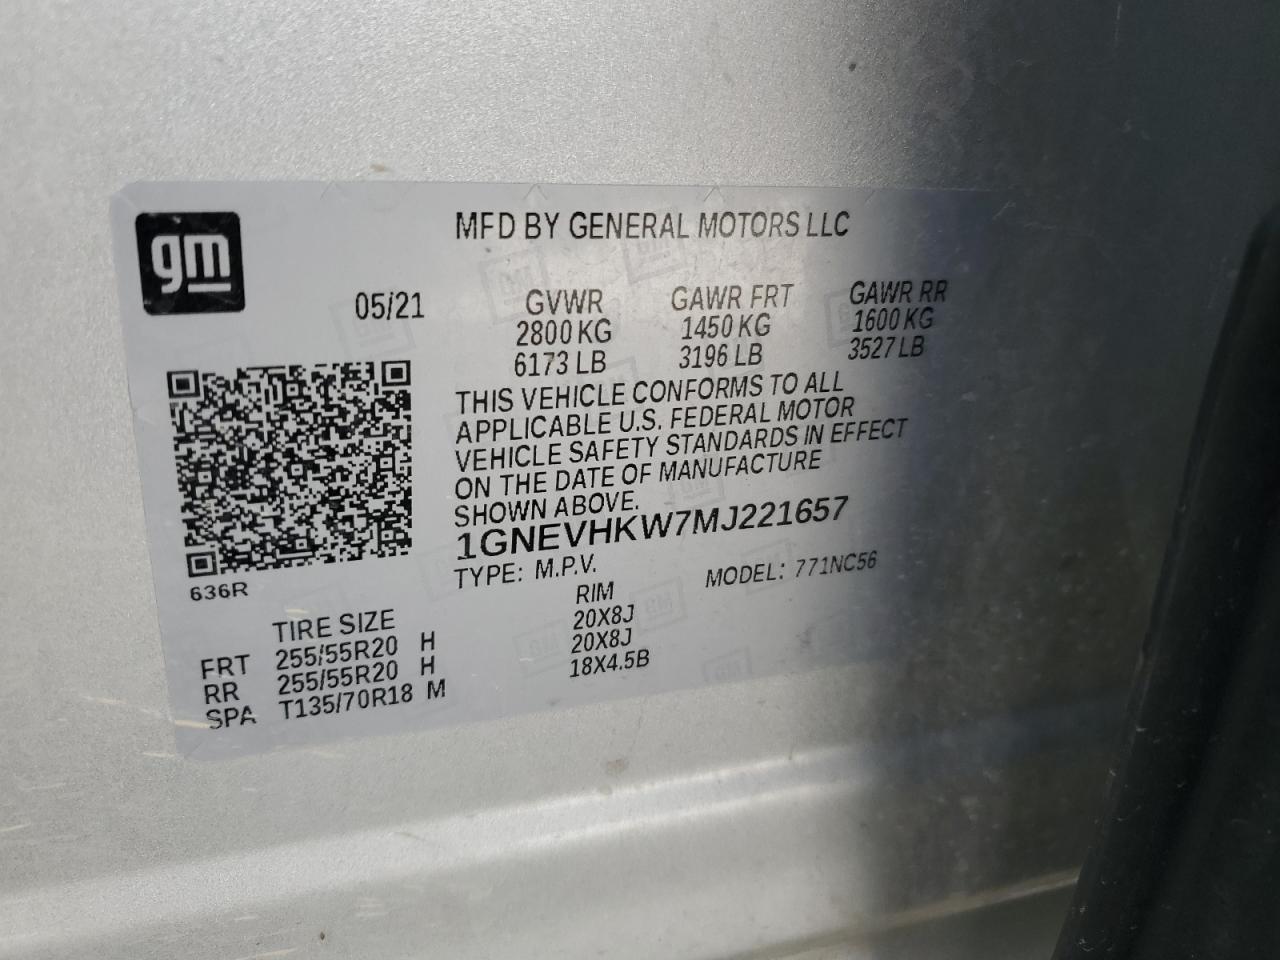 gm
MFD BY GENERAL MOTORS LLC
05/21
GVWR GAWR FRT GAWR RR
2800 KG 1450 KG 1600 KG
6173 LB 3196 LB 3527 LB
THIS VEHICLE CONFORMS TO ALL
APPLICABLE U.S. FEDERAL MOTOR
VEHICLE SAFETY STANDARDS IN EFFECT
ON THE DATE OF MANUFACTURE
SHOWN ABOVE.
1GNEVHKW7MJ221657
TYPE: M.P.V. MODEL: 771NC56
636R
TIRE SIZE RIM
FRT 255/55R20 H 20X8J
RR 255/55R20 H 20X8J
SPA T135/70R18 M 18X4.5B